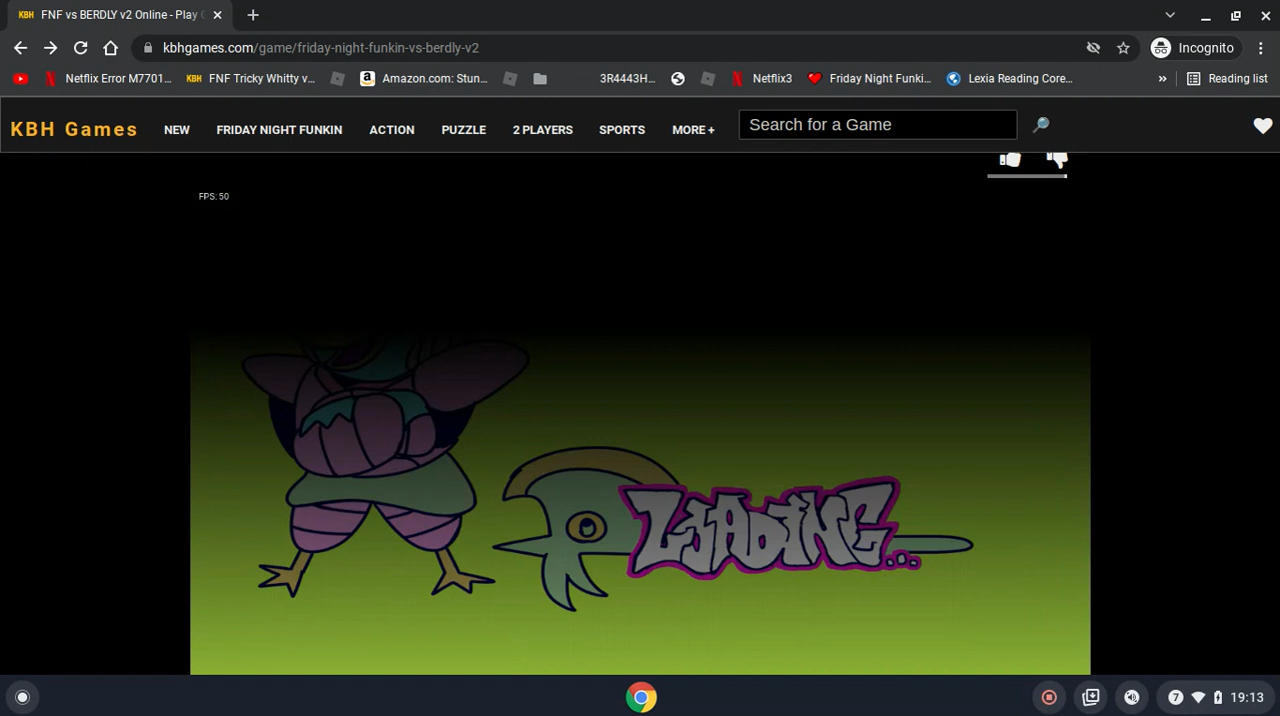 KBH FNF vs BERDLY v2 Online - Play
kbhgames.com/game/friday-night-funkin-vs-berdly-v2 Incognito
Netflix Error M7701... KBH FNF Tricky Whitty v... a Amazon.com: Stun... 3R4443H... Netflix3 Friday Night Funki... Lexia Reading Core... » Reading list
KBH Games NEW FRIDAY NIGHT FUNKIN ACTION PUZZLE 2 PLAYERS SPORTS MORE + Search for a Game
FPS: 50
LOADING...
7 19:13